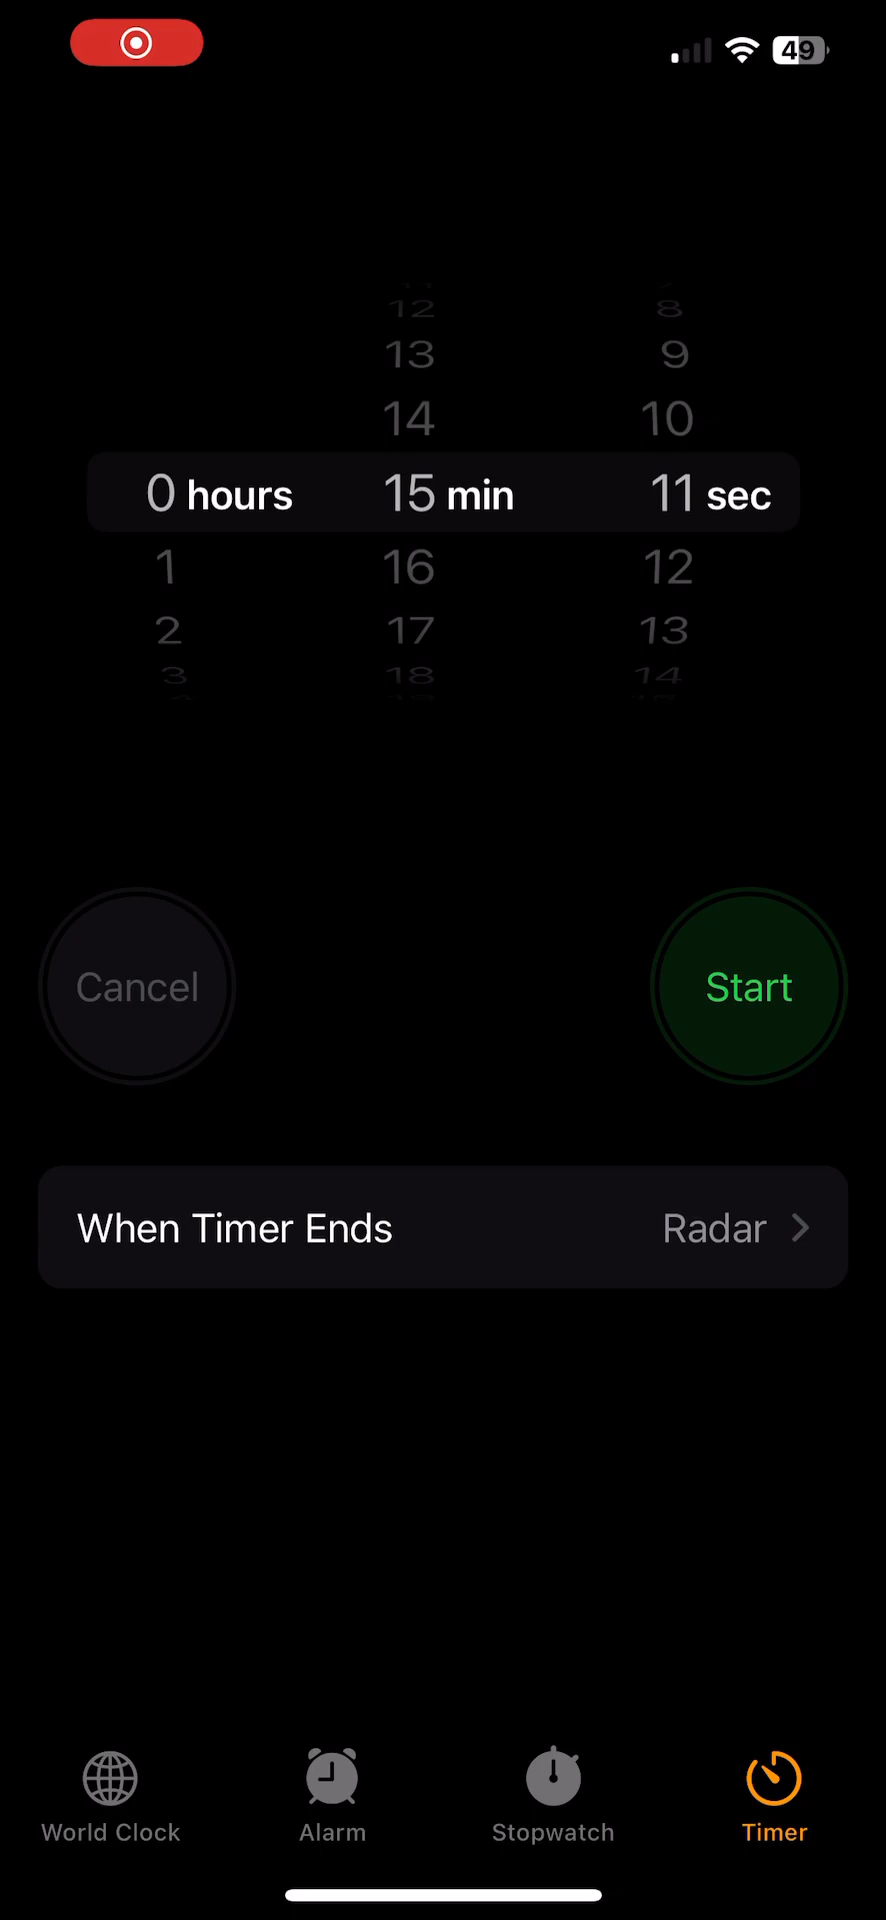 49
12 8
13 9
14 10
0 hours 15 min 11 sec
1 16 12
2 17 13
3 18 14
Cancel Start
When Timer Ends Radar
World Clock Alarm Stopwatch Timer